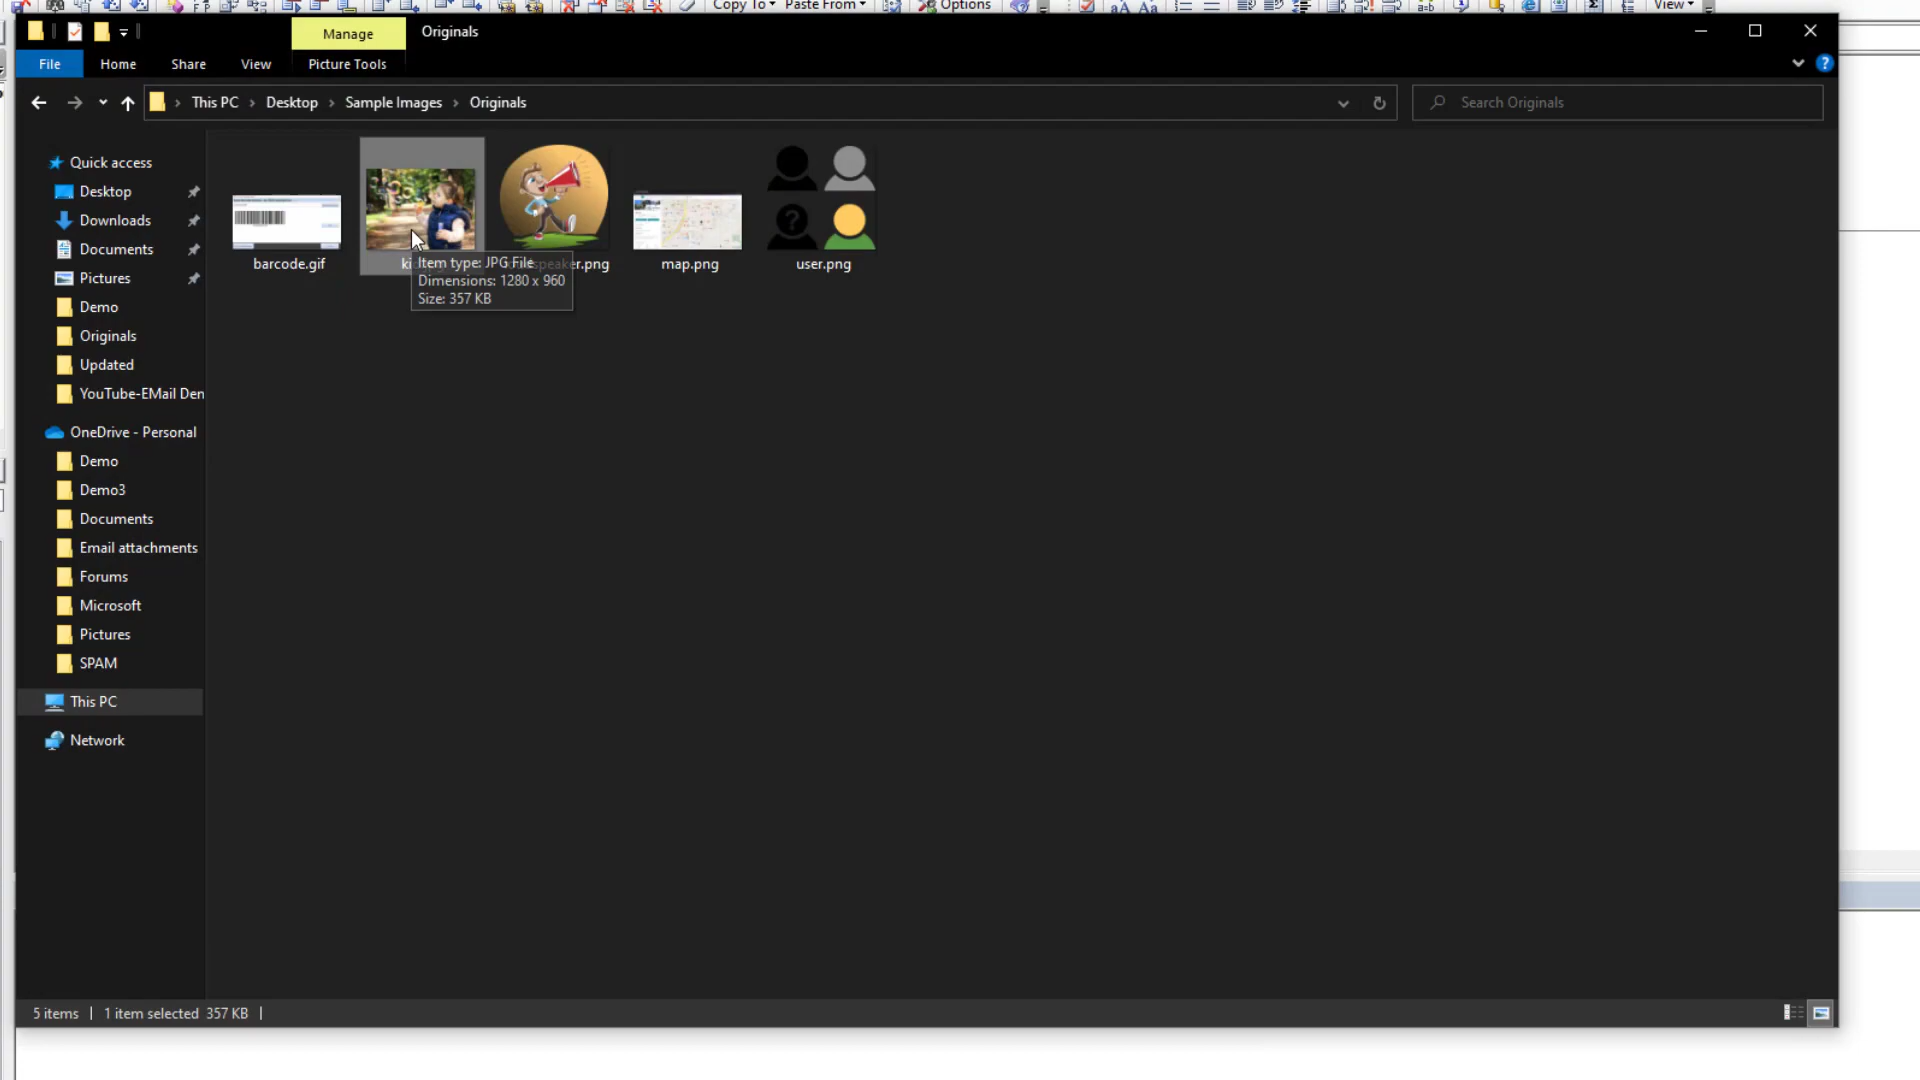 Copy To Paste From Options View
Manage Originals
File Home Share View Picture Tools
This PC Desktop Sample Images Originals Search Originals
Quick access
Desktop
Downloads
Documents
Pictures
Demo
Originals
Updated
YouTube-EMail Den
OneDrive - Personal
Demo
Demo3
Documents
Email attachments
Forums
Microsoft
Pictures
SPAM
This PC
Network
barcode.gif map.png user.png
Item type: JPG File
Dimensions: 1280 x 960
Size: 357 KB
5 items 1 item selected 357 KB